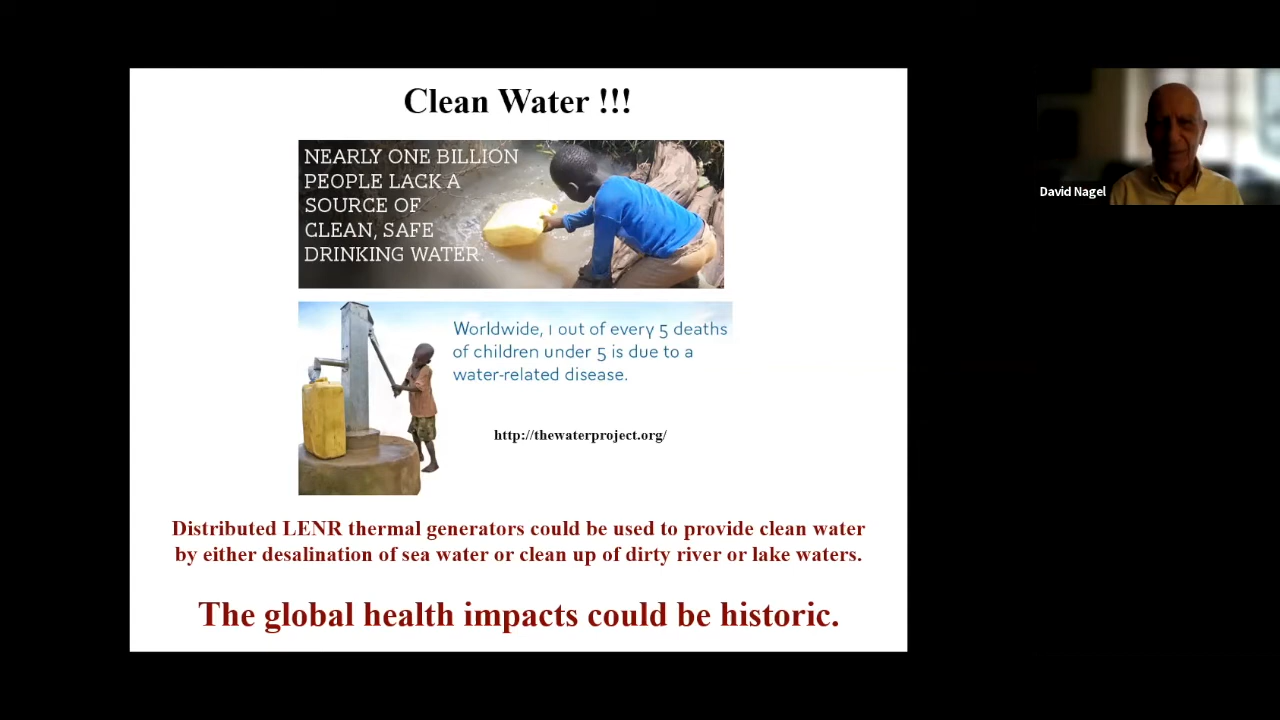 Clean Water !!!
NEARLY ONE BILLION
PEOPLE LACK A
SOURCE OF
CLEAN, SAFE
DRINKING WATER.
Worldwide, 1 out of every 5 deaths
of children under 5 is due to a
water-related disease.
http://thewaterproject.org/
Distributed LENR thermal generators could be used to provide clean water
by either desalination of sea water or clean up of dirty river or lake waters.
The global health impacts could be historic.
David Nagel